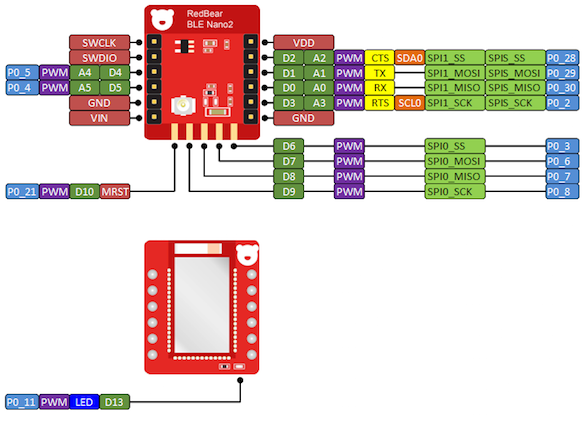 RedBear
BLE Nano2
SWCLK VDD
SWDIO D2 A2 PWM CTS SDA0 SPI1_SS SPIS_SS P0_28
P0_5 PWM A4 D4 D1 A1 PWM TX SPI1_MOSI SPIS_MOSI P0_29
P0_4 PWM A5 D5 D0 A0 PWM RX SPI1_MISO SPIS_MISO P0_30
GND D3 A3 PWM RTS SCL0 SPI1_SCK SPIS_SCK P0_2
VIN GND
D6 PWM SPI0_SS P0_3
D7 PWM SPI0_MOSI P0_6
D8 PWM SPI0_MISO P0_7
P0_21 PWM D10 MRST D9 PWM SPI0_SCK P0_8
P0_11 PWM LED D13